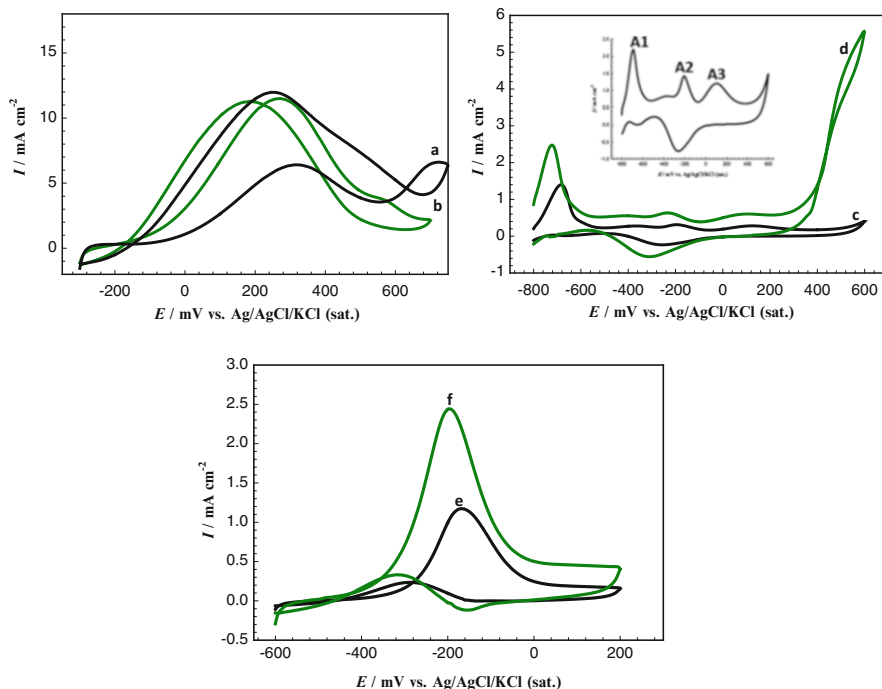 I / mA cm-2
15
10
5
0
a
b
-200 0 200 400 600
E / mV vs. Ag/AgCl/KCl (sat.)
I / mA cm-2
6
5
4
3
2
1
0
-1
A1
A2
A3
d
c
-800 -600 -400 -200 0 200 400 600
E / mV vs. Ag/AgCl/KCl (sat.)
I / mA cm-2
3.0
2.5
2.0
1.5
1.0
0.5
0.0
-0.5
f
e
-600 -400 -200 0 200
E / mV vs. Ag/AgCl/KCl (sat.)